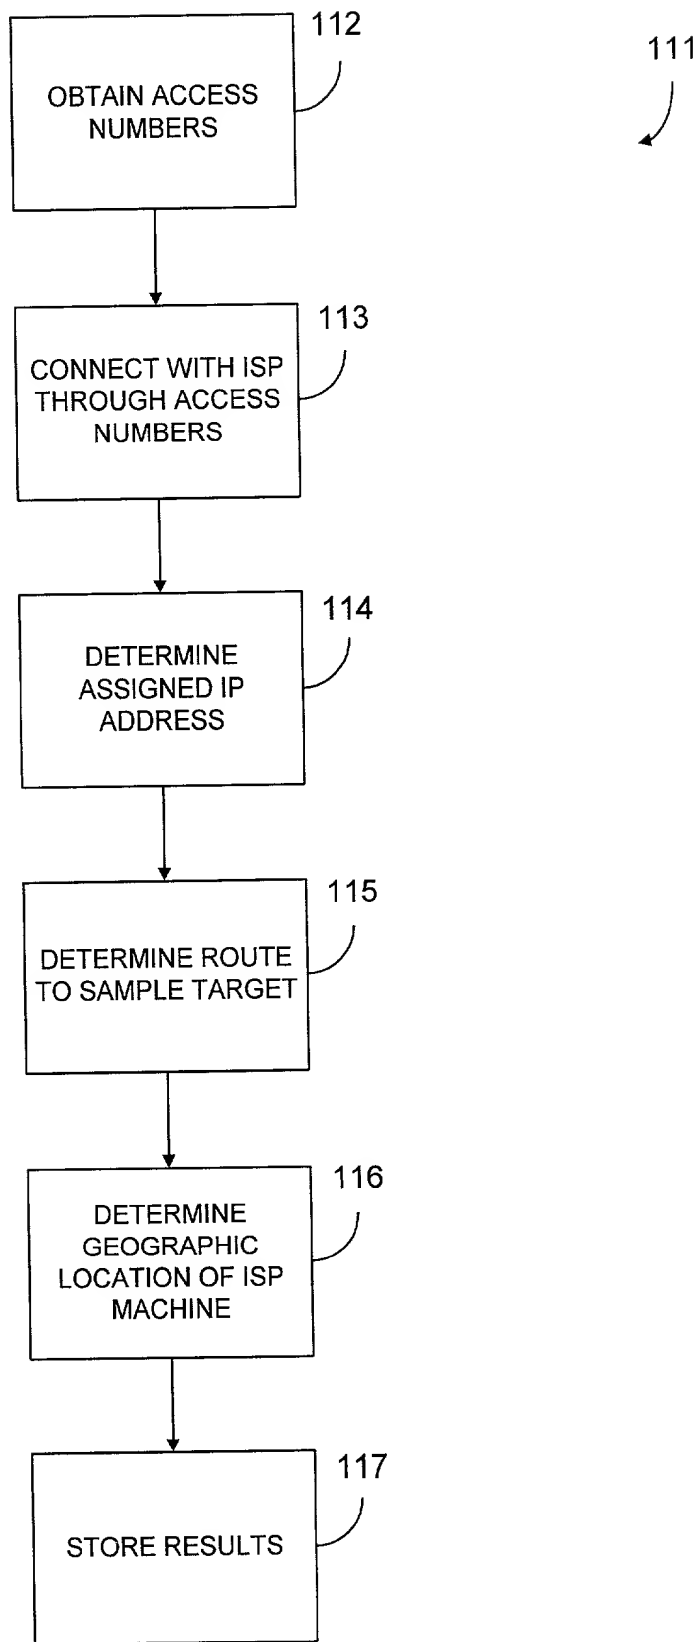 112
111
OBTAIN ACCESS
NUMBERS
113
CONNECT WITH ISP
THROUGH ACCESS
NUMBERS
114
DETERMINE
ASSIGNED IP
ADDRESS
115
DETERMINE ROUTE
TO SAMPLE TARGET
116
DETERMINE
GEOGRAPHIC
LOCATION OF ISP
MACHINE
117
STORE RESULTS